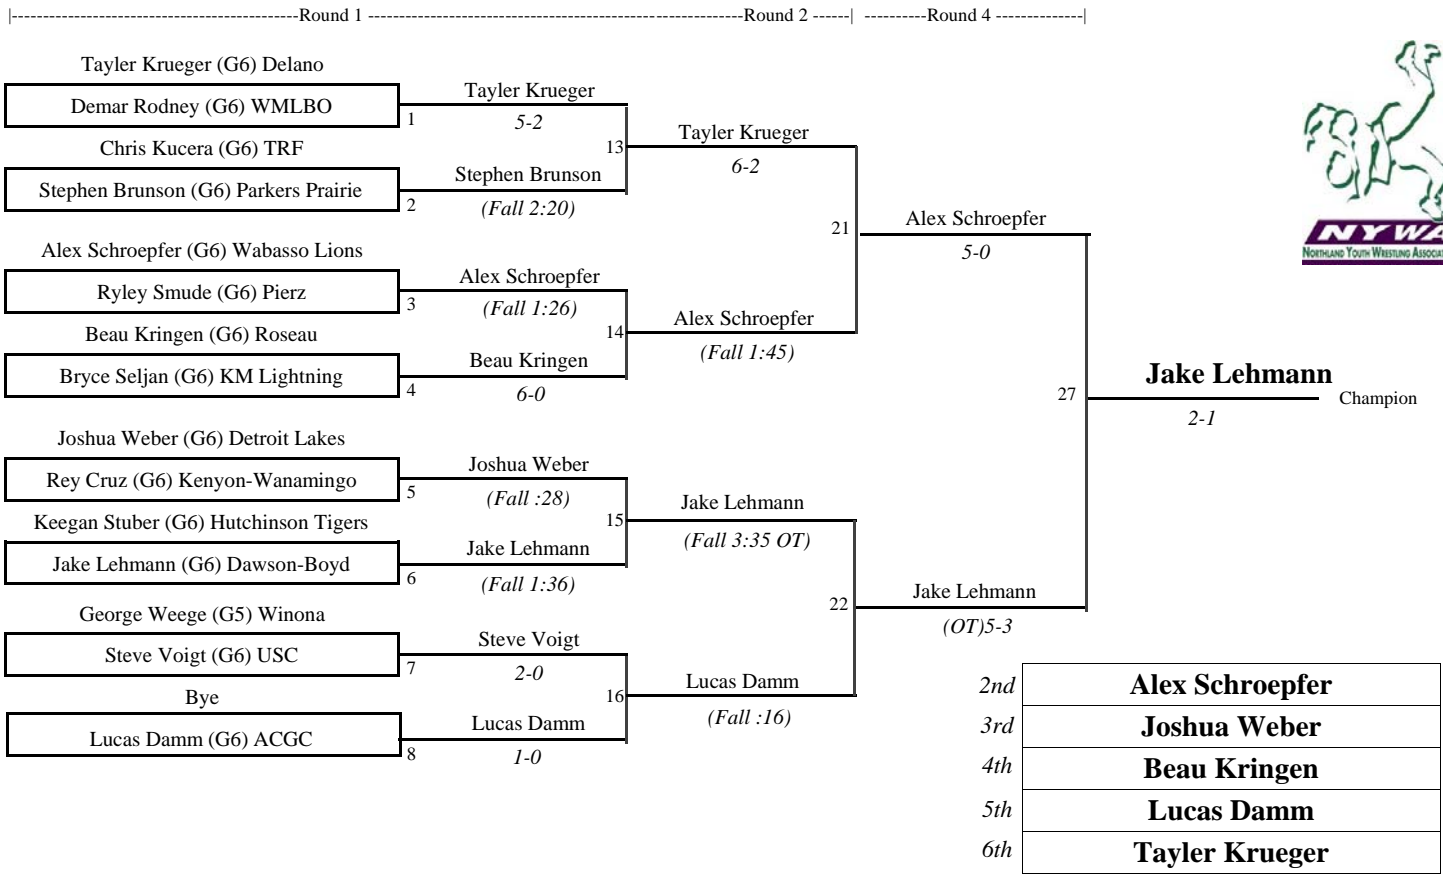 |----------------------------------------------Round 1 ------------------------------------------------------------Round 2 ------| ----------Round 4 --------------|
Tayler Krueger (G6) Delano
Demar Rodney (G6) WMLBO
1
Chris Kucera (G6) TRF
Stephen Brunson (G6) Parkers Prairie
2
Alex Schroepfer (G6) Wabasso Lions
Ryley Smude (G6) Pierz
3
Beau Kringen (G6) Roseau
Bryce Seljan (G6) KM Lightning
4
Joshua Weber (G6) Detroit Lakes
Rey Cruz (G6) Kenyon-Wanamingo
5
Keegan Stuber (G6) Hutchinson Tigers
Jake Lehmann (G6) Dawson-Boyd
6
George Weege (G5) Winona
Steve Voigt (G6) USC
7
Bye
Lucas Damm (G6) ACGC
8
Tayler Krueger
5-2
13
Stephen Brunson
(Fall 2:20)
Alex Schroepfer
(Fall 1:26)
14
Beau Kringen
6-0
Joshua Weber
(Fall :28)
15
Jake Lehmann
(Fall 1:36)
Steve Voigt
2-0
16
Lucas Damm
1-0
Tayler Krueger
6-2
21
Alex Schroepfer
(Fall 1:45)
Jake Lehmann
(Fall 3:35 OT)
22
Lucas Damm
(Fall :16)
Alex Schroepfer
5-0
27
Jake Lehmann
(OT)5-3
Jake Lehmann
Champion
2-1
NYWA
NORTHLAND YOUTH WRESTLING
2nd Alex Schroepfer
3rd Joshua Weber
4th Beau Kringen
5th Lucas Damm
6th Tayler Krueger